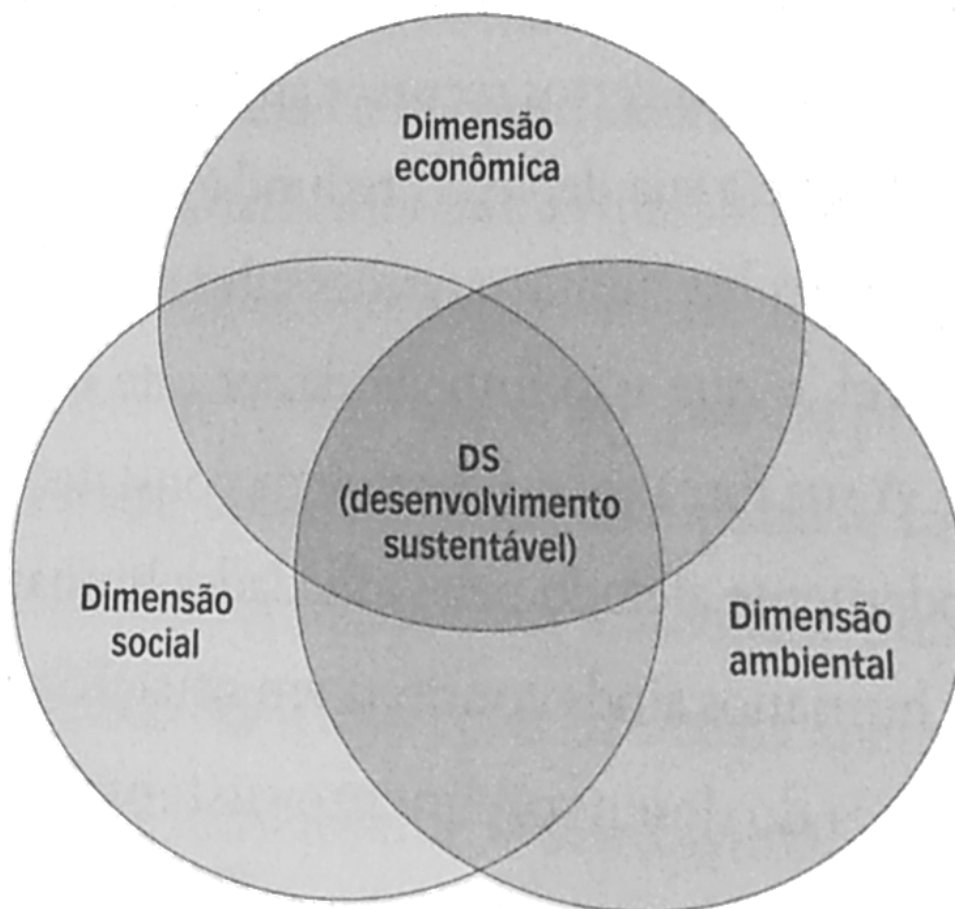 Dimensão
econômica
DS
(desenvolvimento
sustentável)
Dimensão
social
Dimensão
ambiental